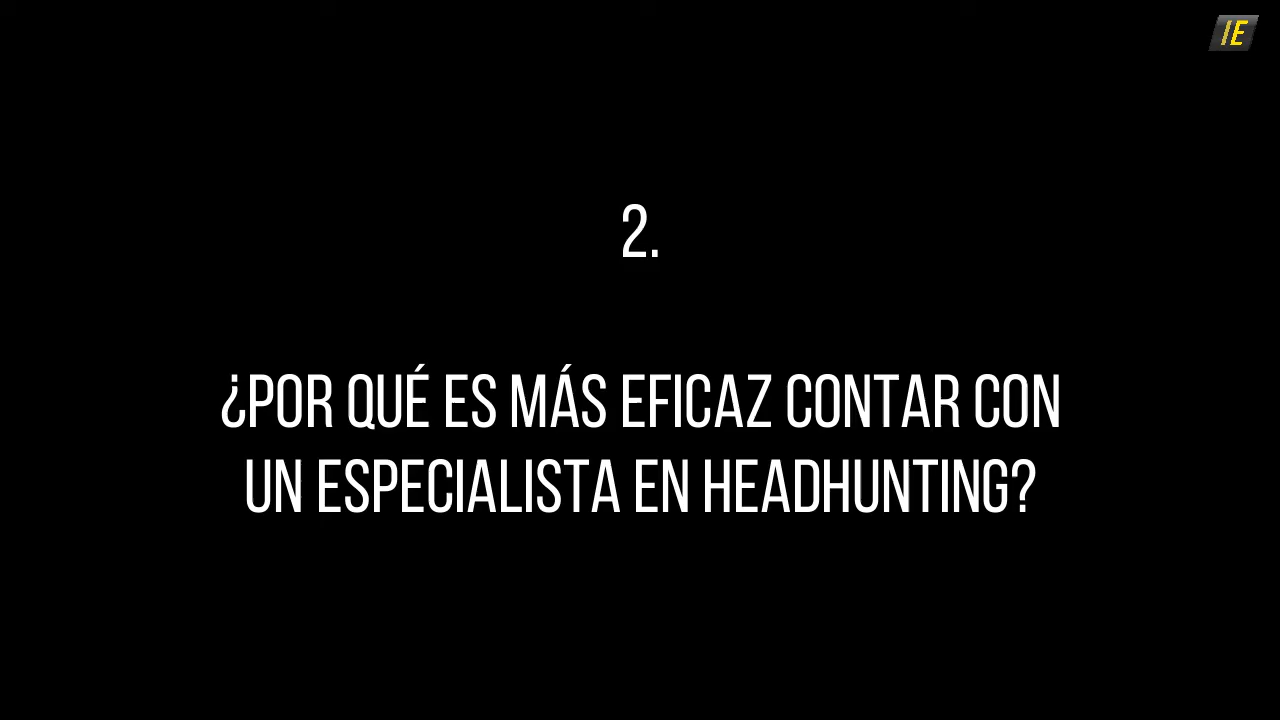 IE
2.
¿POR QUÉ ES MÁS EFICAZ CONTAR CON
UN ESPECIALISTA EN HEADHUNTING?